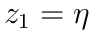 z₁ = η